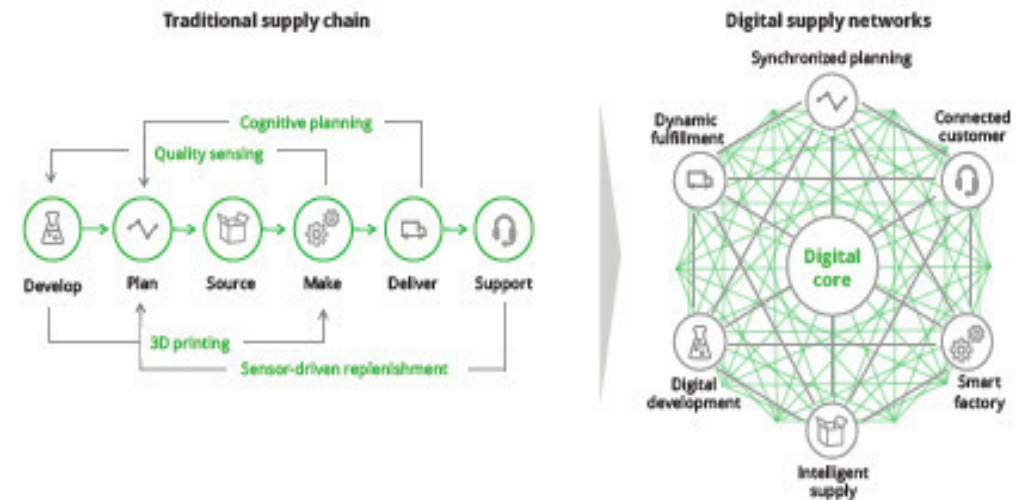 Traditional supply chain
Cognitive planning
Quality sensing
Develop
Plan
Source
Make
Deliver
Support
3D printing
Sensor-driven replenishment
Digital supply networks
Synchronized planning
Dynamic
fulfillment
Connected
customer
Digital
core
Digital
development
Smart
factory
Intelligent
supply